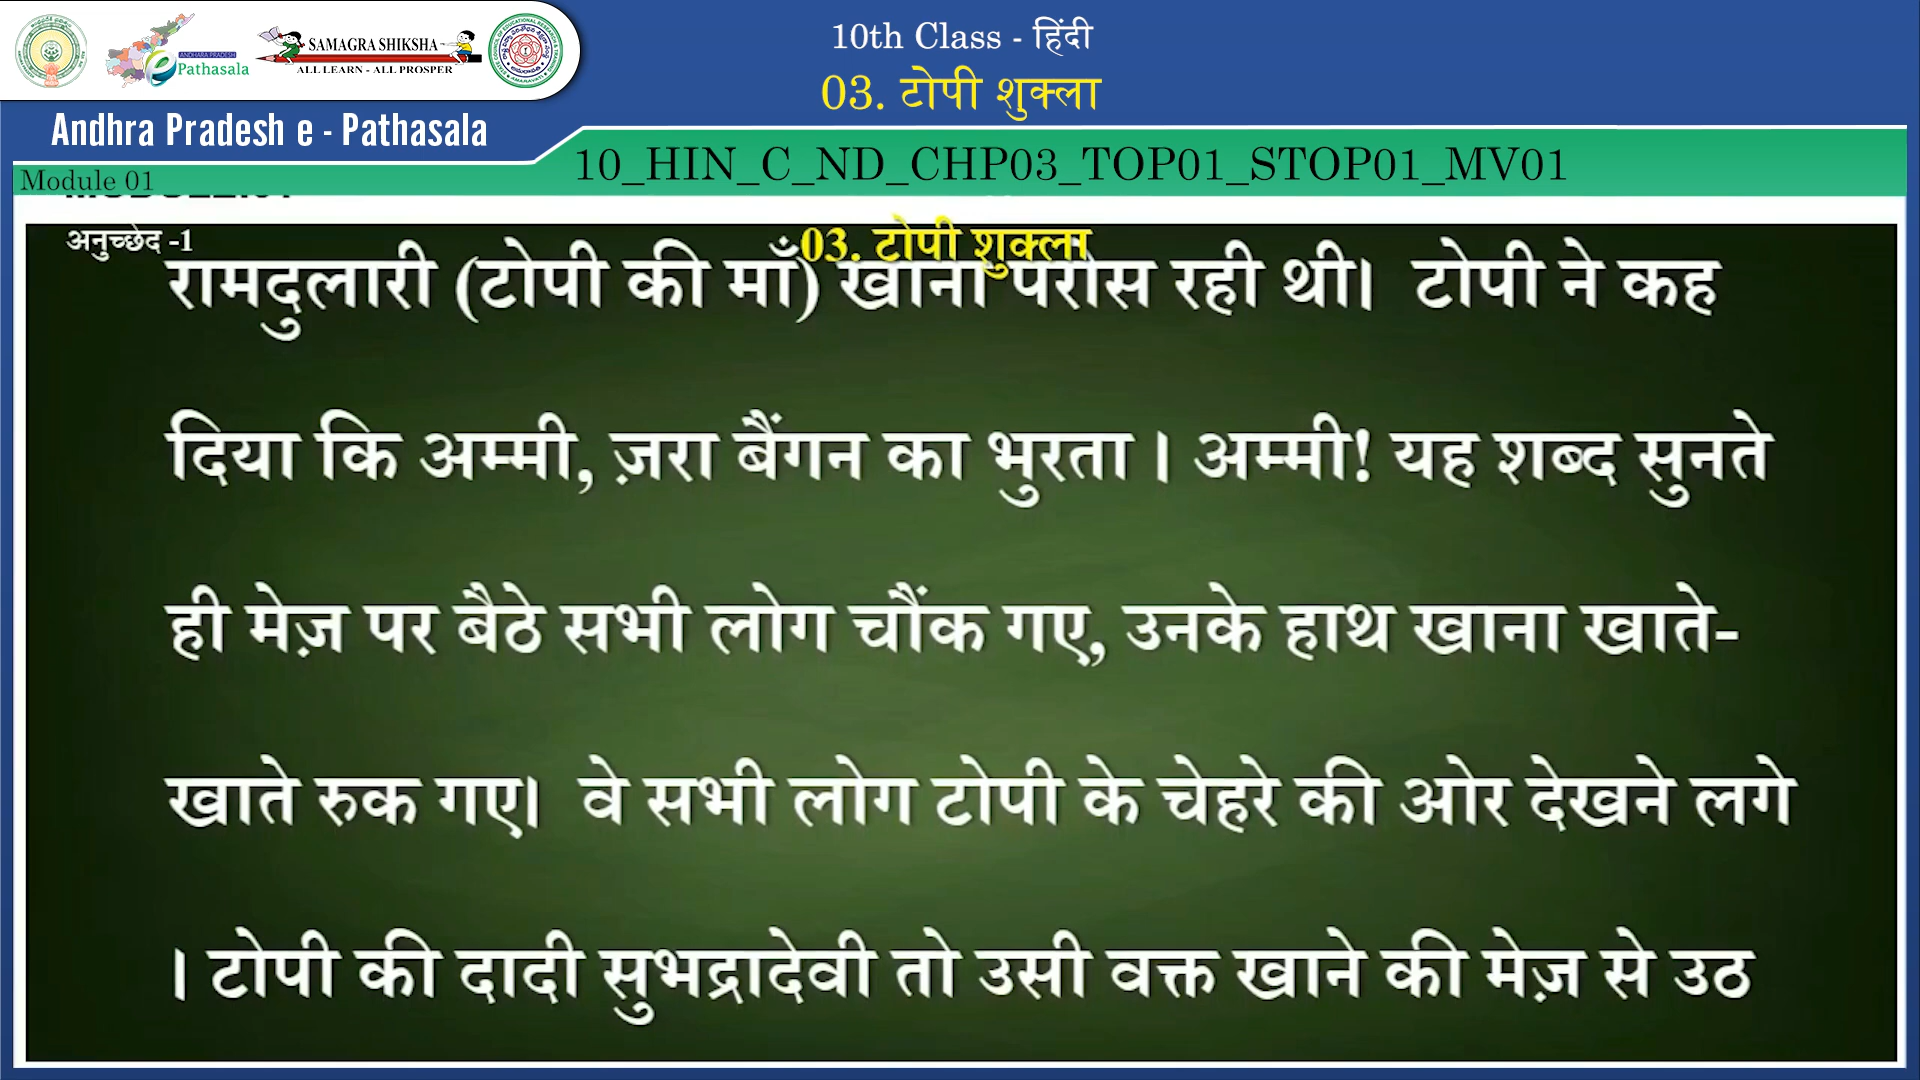 SAMAGRA SHIKSHA
ALL LEARN - ALL PROSPER
ANDHRA PRADESH
Pathasala
Andhra Pradesh e - Pathasala
10th Class - हिंदी
03. टोपी शुक्ला
10_HIN_C_ND_CHP03_TOP01_STOP01_MV01
Module 01
अनुच्छेद -1
03. टोपी शुक्ला
रामदुलारी (टोपी की माँ) खाना परोस रही थी। टोपी ने कह
दिया कि अम्मी, ज़रा बैंगन का भुरता । अम्मी! यह शब्द सुनते
ही मेज़ पर बैठे सभी लोग चौंक गए, उनके हाथ खाना खाते-
खाते रुक गए। वे सभी लोग टोपी के चेहरे की ओर देखने लगे
। टोपी की दादी सुभद्रादेवी तो उसी वक्त खाने की मेज़ से उठ